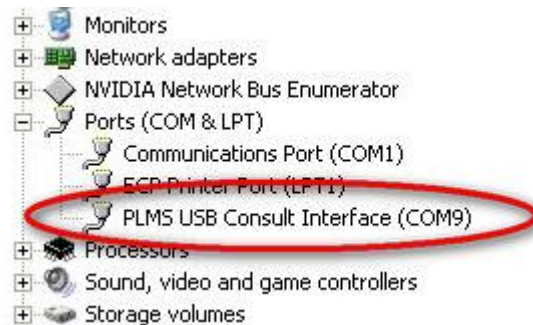 Monitors
Network adapters
NVIDIA Network Bus Enumerator
Ports (COM & LPT)
Communications Port (COM1)
ECP Printer Port (LPT1)
PLMS USB Consult Interface (COM9)
Processors
Sound, video and game controllers
Storage volumes